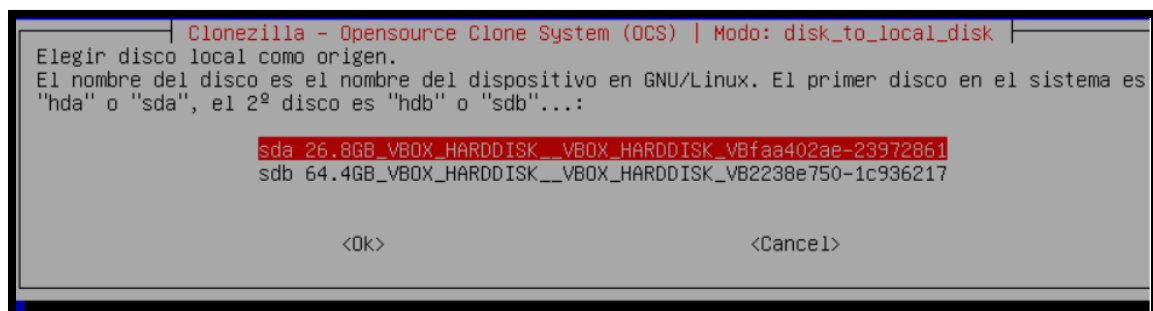 Clonezilla - Opensource Clone System (OCS) | Modo: disk_to_local_disk
Elegir disco local como origen.
El nombre del disco es el nombre del dispositivo en GNU/Linux. El primer disco en el sistema es
"hda" o "sda", el 2º disco es "hdb" o "sdb"...:
sda 26.8GB_VBOX_HARDDISK__VBOX_HARDDISK_VBfaa402ae-23972861
sdb 64.4GB_VBOX_HARDDISK__VBOX_HARDDISK_VB2238e750-1c936217
<Ok> <Cancel>